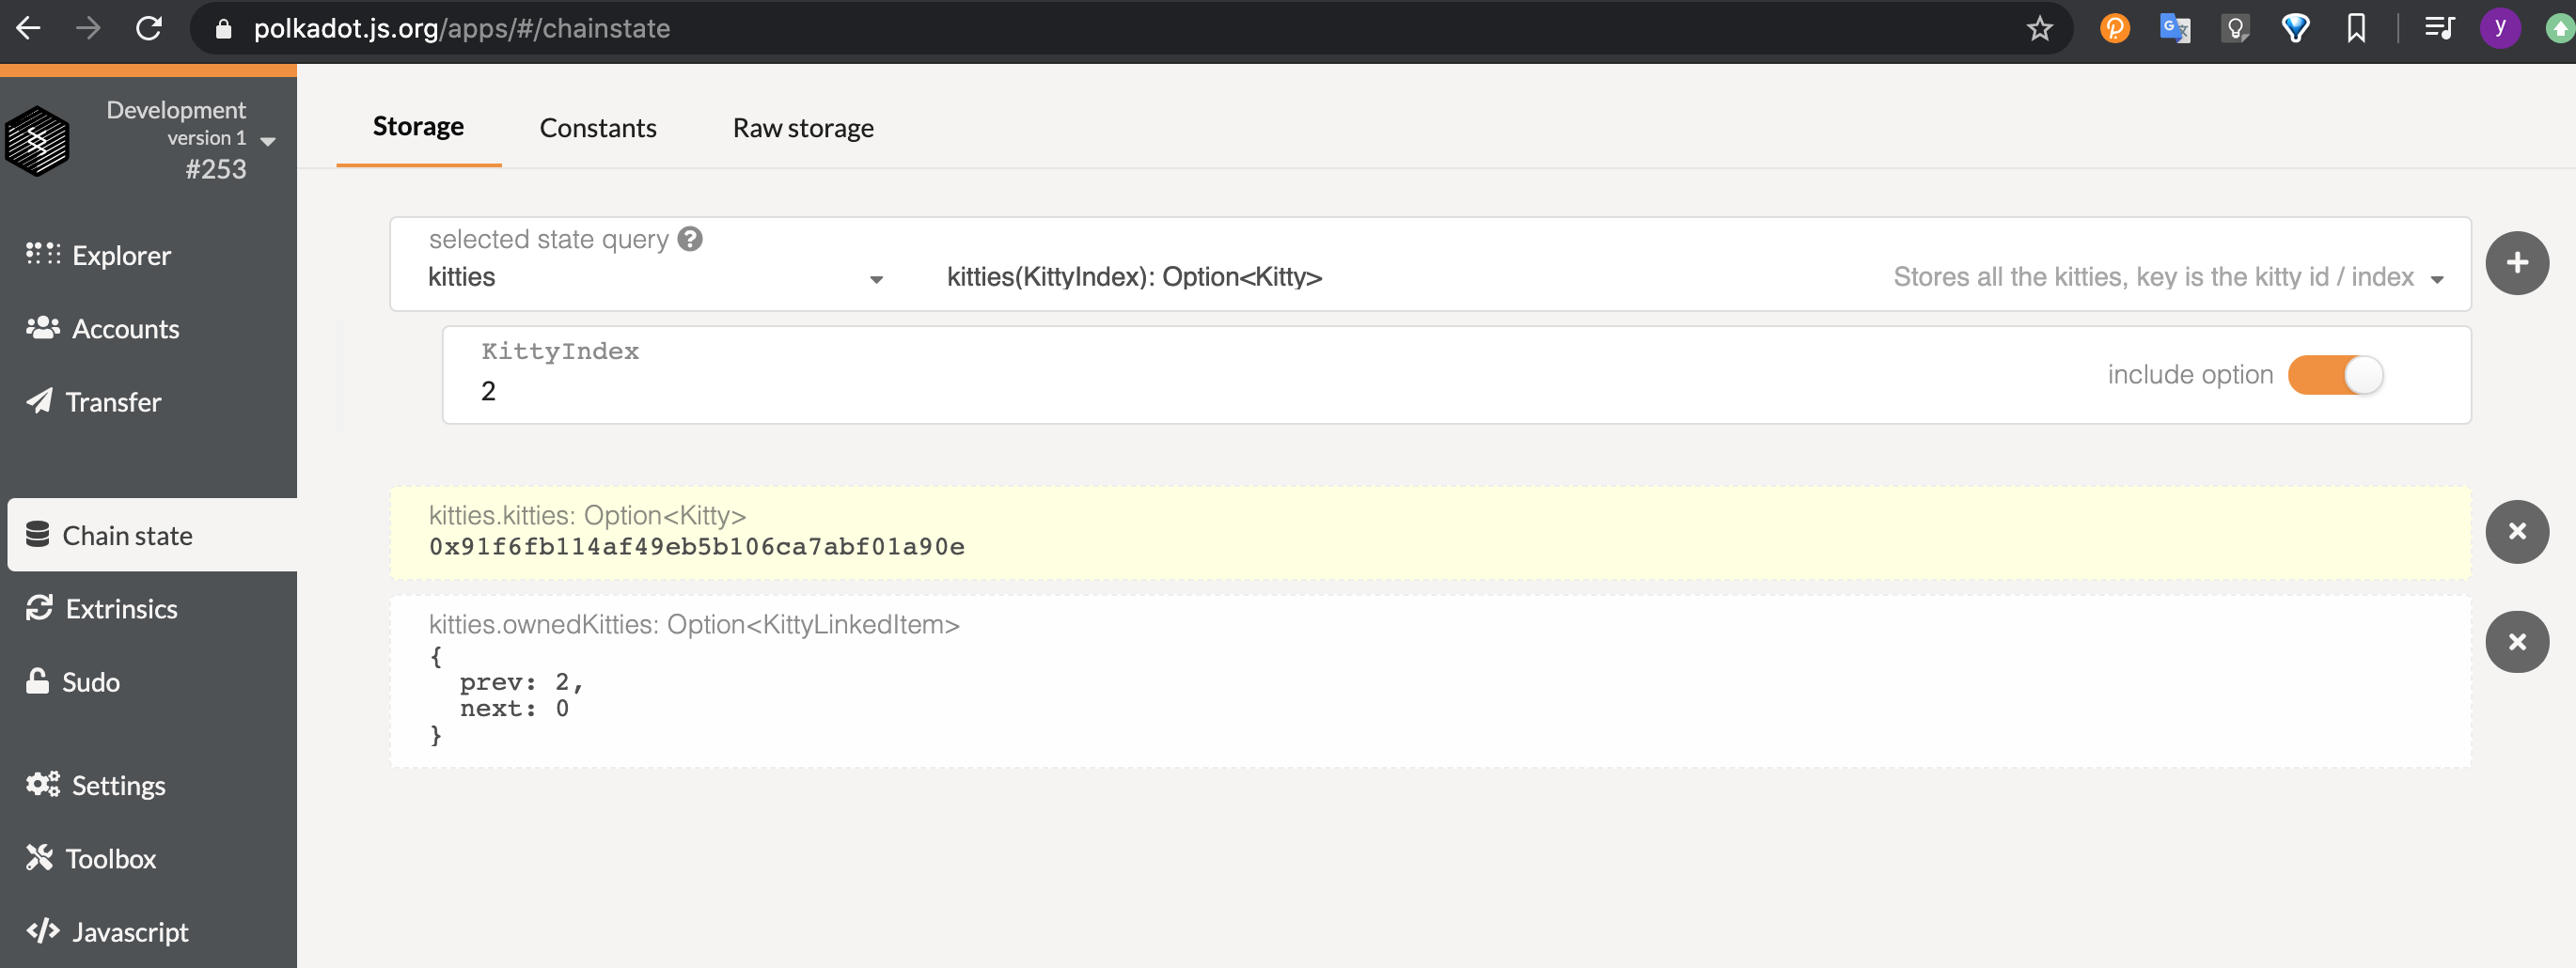 polkadot.js.org/apps/#/chainstate
y
Development
version 1
#253
Explorer
Accounts
Transfer
Chain state
Extrinsics
Sudo
Settings
Toolbox
Javascript
Storage Constants Raw storage
selected state query
kitties kitties(KittyIndex): Option<Kitty> Stores all the kitties, key is the kitty id / index
KittyIndex
2
include option
kitties.kitties: Option<Kitty>
0x91f6fb114af49eb5b106ca7abf01a90e
kitties.ownedKitties: Option<KittyLinkedItem>
{
prev: 2,
next: 0
}